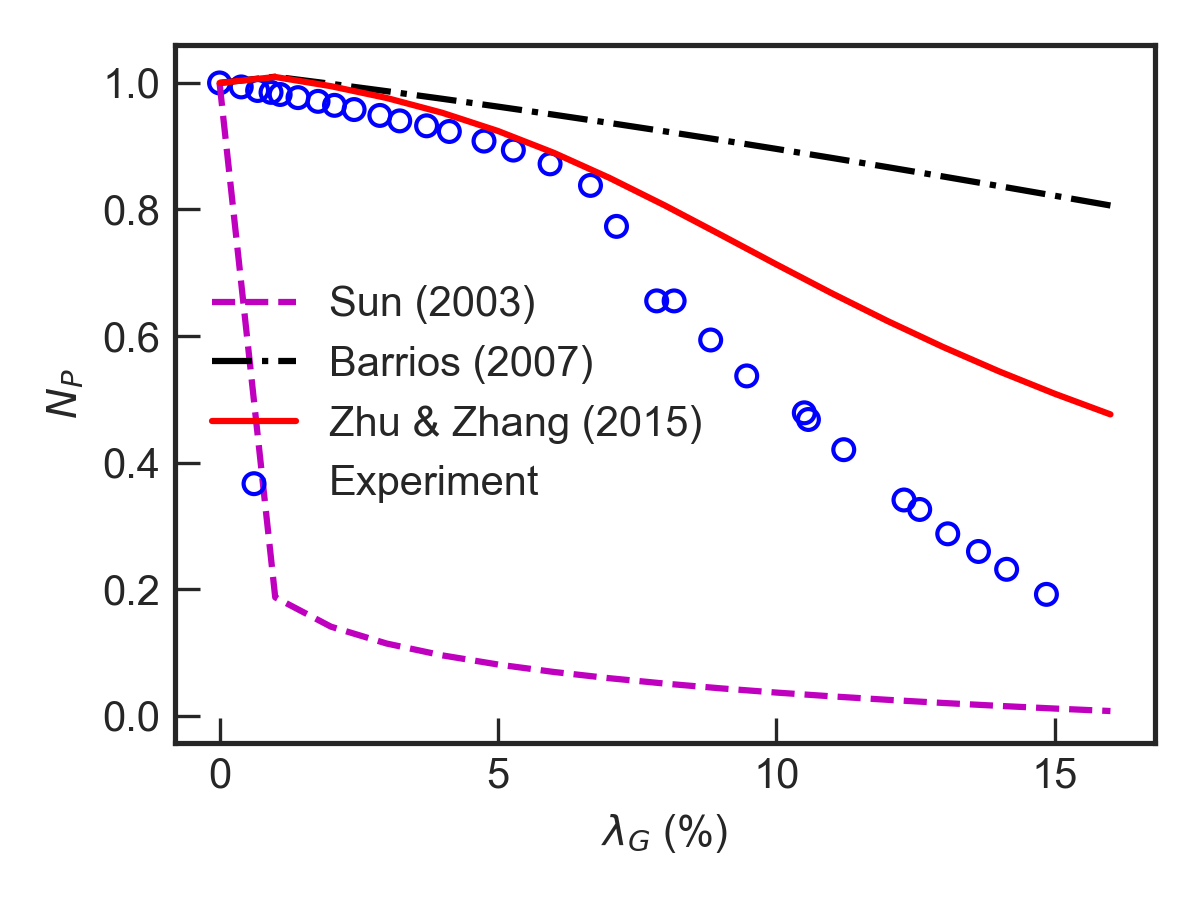 1.0
0.8
0.6
0.4
0.2
0.0
N_P
Sun (2003)
Barrios (2007)
Zhu & Zhang (2015)
Experiment
0 5 10 15
λ_G (%)